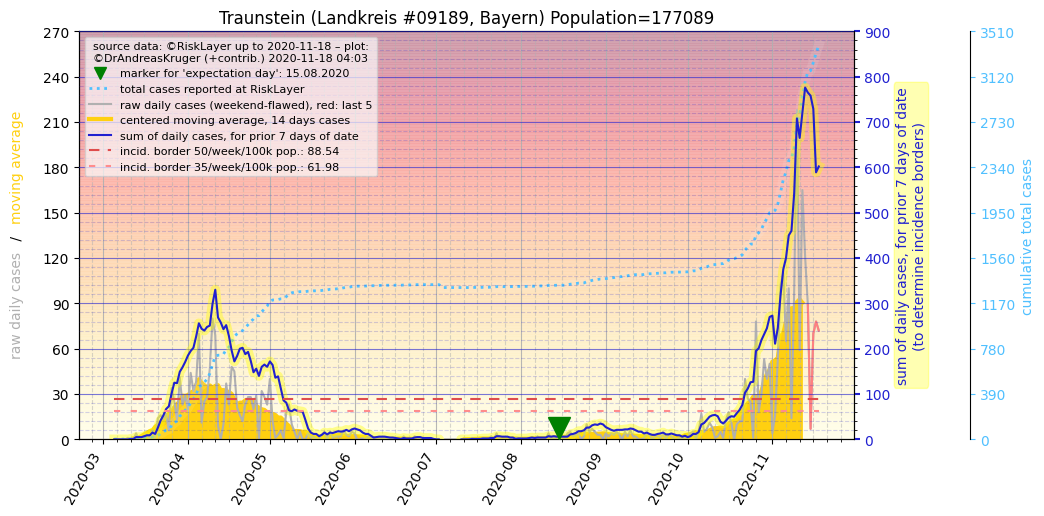 Traunstein (Landkreis #09189, Bayern) Population=177089
source data: ©RiskLayer up to 2020-11-18 – plot:
©DrAndreasKruger (+contrib.) 2020-11-18 04:03
marker for 'expectation day': 15.08.2020
total cases reported at RiskLayer
raw daily cases (weekend-flawed), red: last 5
centered moving average, 14 days cases
sum of daily cases, for prior 7 days of date
incid. border 50/week/100k pop.: 88.54
incid. border 35/week/100k pop.: 61.98
raw daily cases / moving average
270
240
210
180
150
120
90
60
30
0
2020-03
2020-04
2020-05
2020-06
2020-07
2020-08
2020-09
2020-10
2020-11
900
800
700
600
500
400
300
200
100
0
sum of daily cases, for prior 7 days of date
(to determine incidence borders)
3510
3120
2730
2340
1950
1560
1170
780
390
0
cumulative total cases